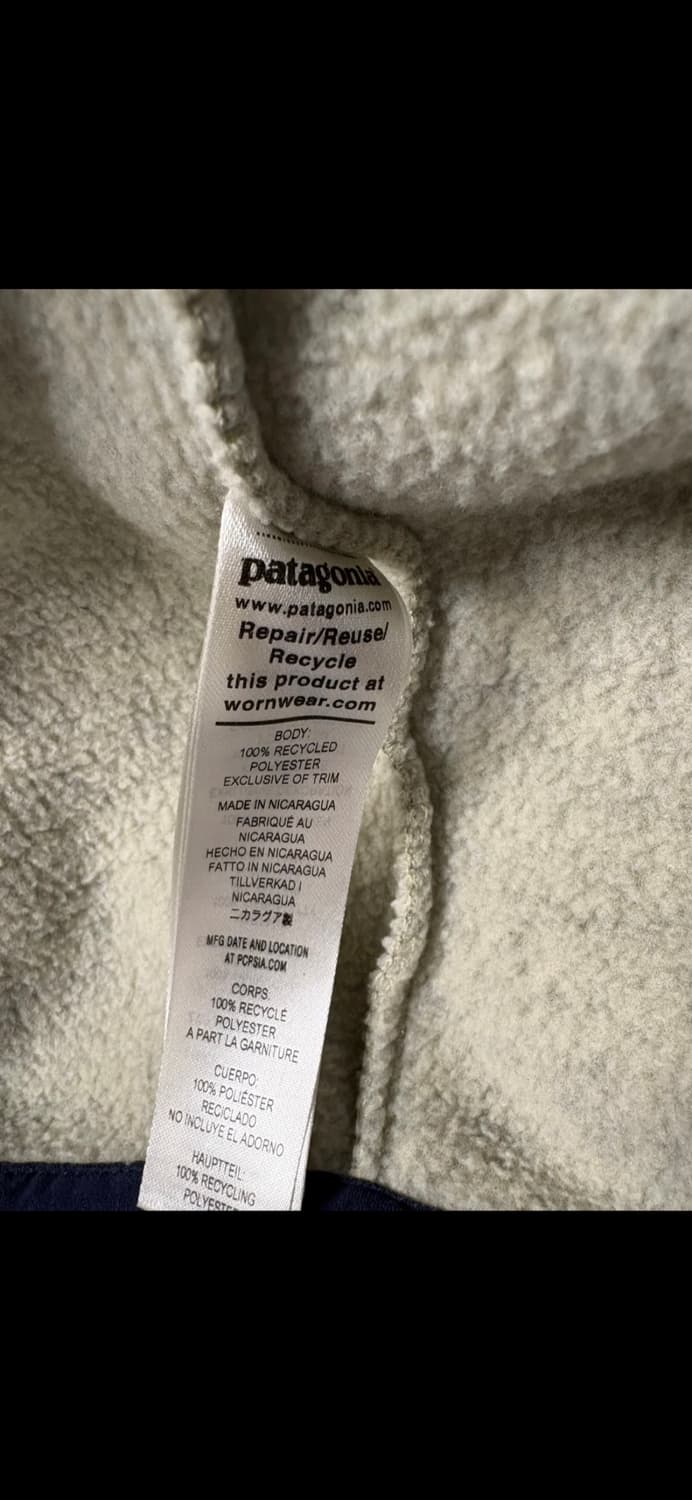 patagonia
www.patagonia.com
Repair/Reuse/
Recycle
this product at
wornwear.com
BODY:
100% RECYCLED
POLYESTER
EXCLUSIVE OF TRIM
MADE IN NICARAGUA
FABRIQUÉ AU
NICARAGUA
HECHO EN NICARAGUA
FATTO IN NICARAGUA
TILLVERKAD I
NICARAGUA
ニカラグア製
MFG DATE AND LOCATION
AT PCPSIA.COM
CORPS:
100% RECYCLÉ
POLYESTER
A PART LA GARNITURE
CUERPO:
100% POLIÉSTER
RECICLADO
NO INCLUYE EL ADORNO
HAUPTTEIL:
100% RECYCLING
POLYESTER